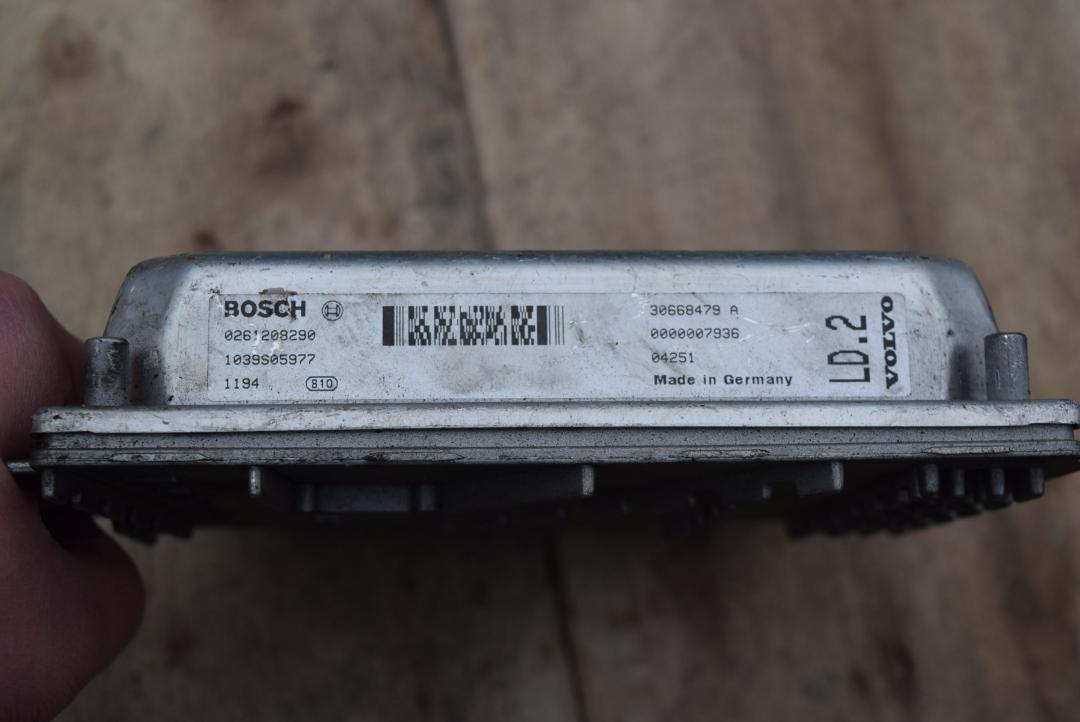 BOSCH
0261208290
1039S05977
1194 810
30668479 A
0000007936
04251
Made in Germany
LD.2
VOLVO